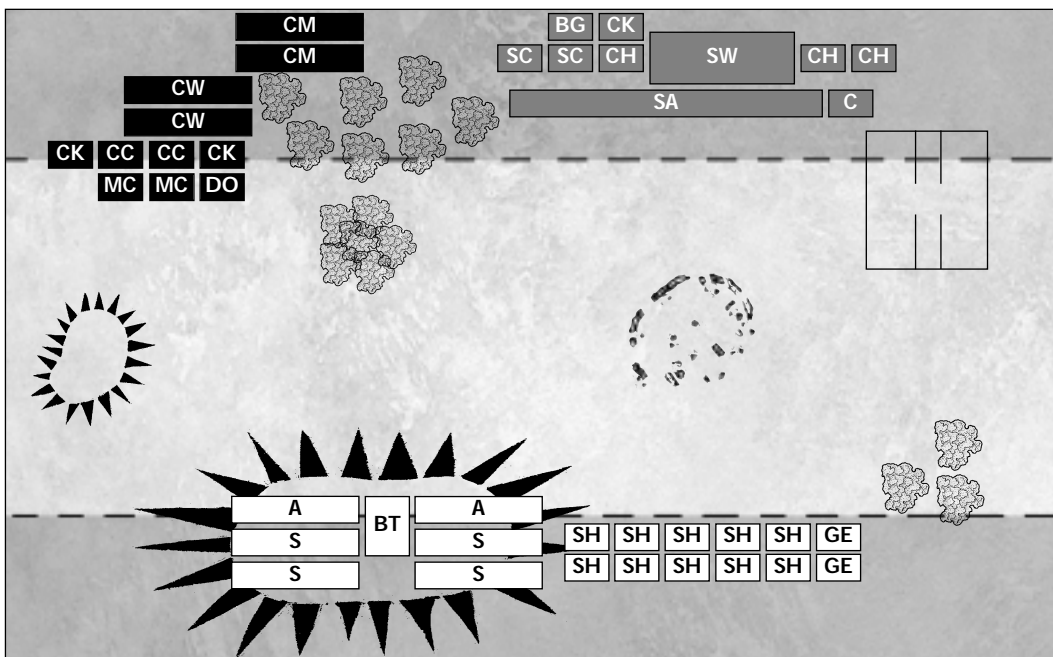 CM
CM
CW
CW
CK CC CC CK
MC MC DO
BG CK
SC SC CH SW CH CH
SA C
A BT A
S S
S S
SH SH SH SH SH GE
SH SH SH SH SH GE